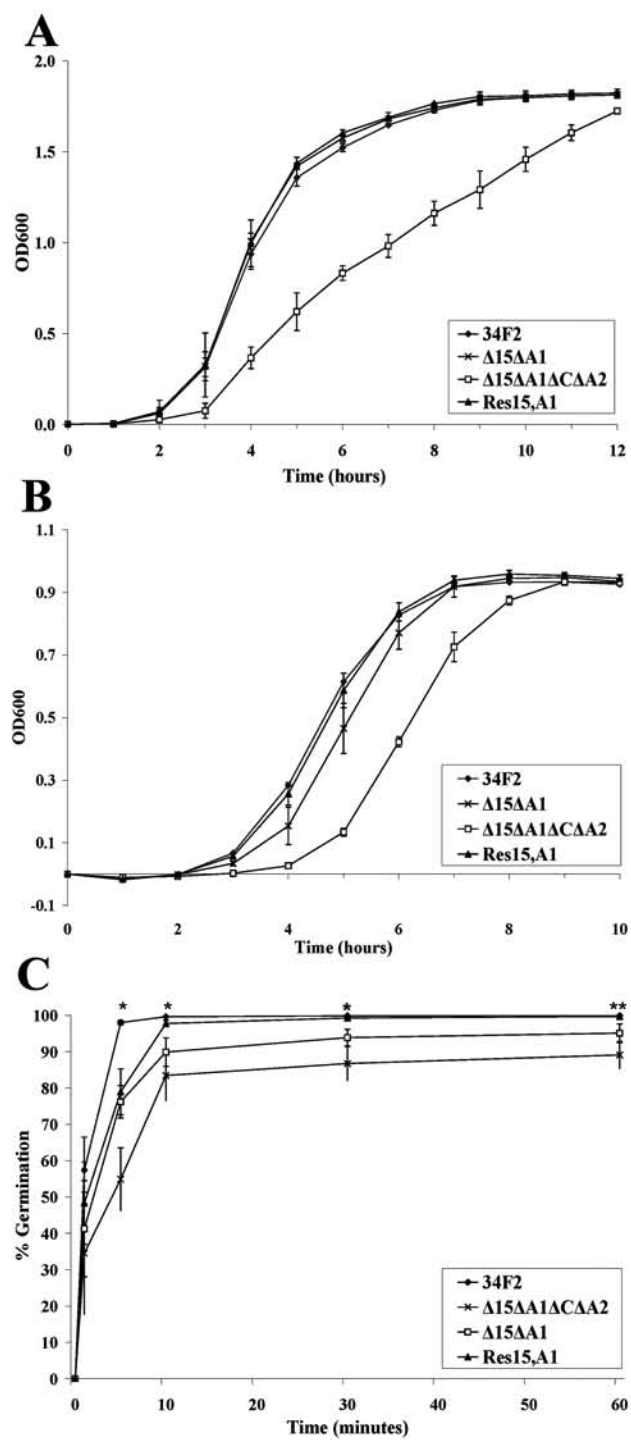 A
2.0
1.5
1.0
0.5
0.0
OD600
34F2
Δ15ΔA1
Δ15ΔA1ΔCΔA2
Res15,A1
0 2 4 6 8 10 12
Time (hours)
B
1.1
0.9
0.7
0.5
0.3
0.1
-0.1
OD600
34F2
Δ15ΔA1
Δ15ΔA1ΔCΔA2
Res15,A1
0 2 4 6 8 10
Time (hours)
C
* * * **
100
90
80
70
60
50
40
30
20
10
0
% Germination
34F2
Δ15ΔA1ΔCΔA2
Δ15ΔA1
Res15,A1
0 10 20 30 40 50 60
Time (minutes)